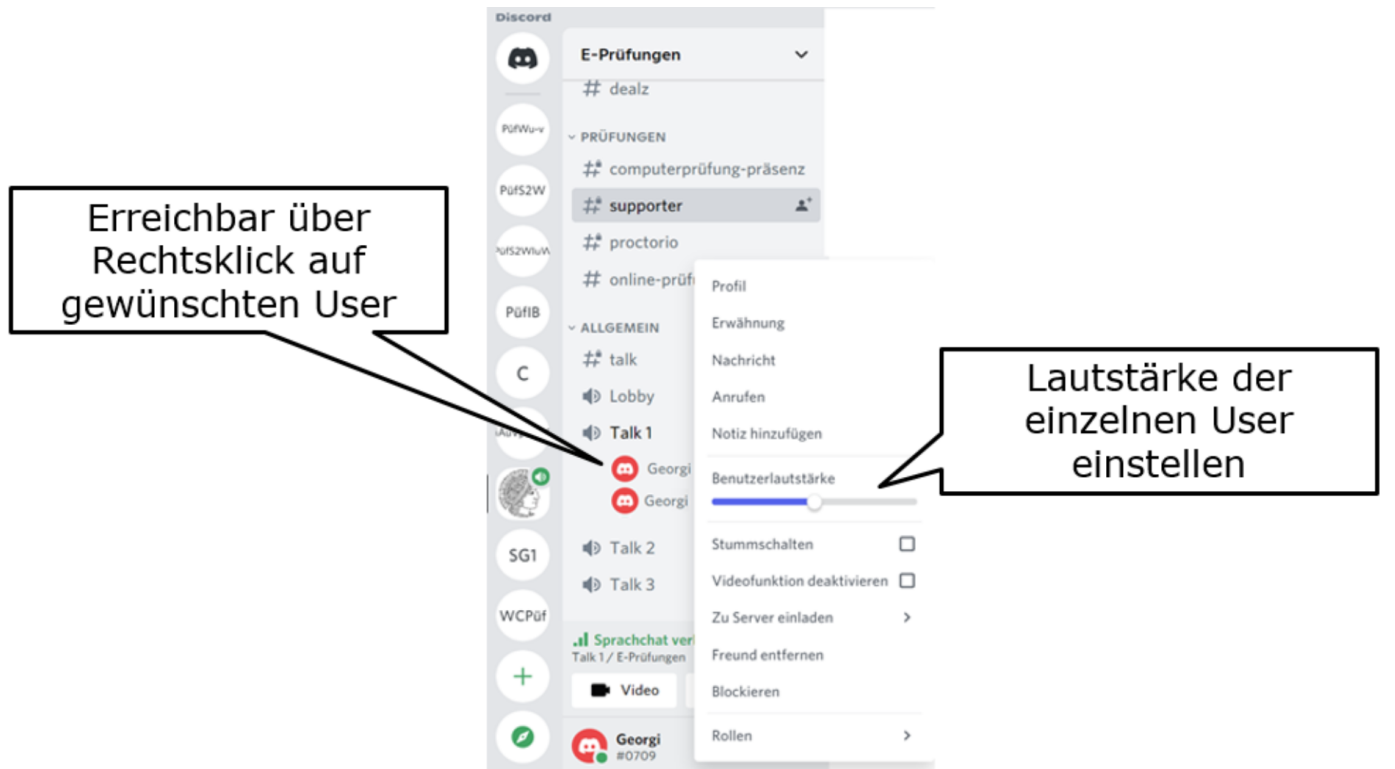 Discord
E-Prüfungen
dealz
PüfWu-v
PRÜFUNGEN
computerprüfung-präsenz
PüfS2W
supporter
proctorio
online-prüf
PüfIB
ALLGEMEIN
talk
C
Lobby
Talk 1
Georgi
Georgi
SG1
Talk 2
Talk 3
WCPüf
Sprachchat ver
Talk 1 / E-Prüfungen
Video
Georgi
#0709
Erreichbar über
Rechtsklick auf
gewünschten User
Profil
Erwähnung
Nachricht
Anrufen
Notiz hinzufügen
Benutzerlautstärke
Stummschalten
Videofunktion deaktivieren
Zu Server einladen
Freund entfernen
Blockieren
Rollen
Lautstärke der
einzelnen User
einstellen